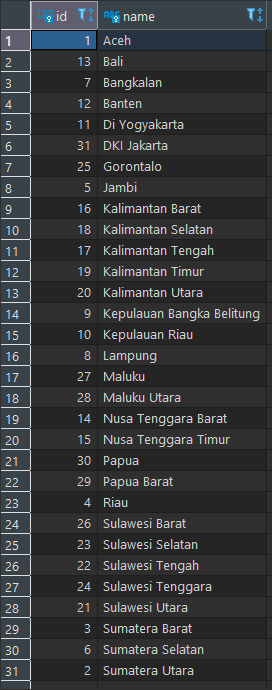 id name
1 1 Aceh
2 13 Bali
3 7 Bangkalan
4 12 Banten
5 11 Di Yogyakarta
6 31 DKI Jakarta
7 25 Gorontalo
8 5 Jambi
9 16 Kalimantan Barat
10 18 Kalimantan Selatan
11 17 Kalimantan Tengah
12 19 Kalimantan Timur
13 20 Kalimantan Utara
14 9 Kepulauan Bangka Belitung
15 10 Kepulauan Riau
16 8 Lampung
17 27 Maluku
18 28 Maluku Utara
19 14 Nusa Tenggara Barat
20 15 Nusa Tenggara Timur
21 30 Papua
22 29 Papua Barat
23 4 Riau
24 26 Sulawesi Barat
25 23 Sulawesi Selatan
26 22 Sulawesi Tengah
27 24 Sulawesi Tenggara
28 21 Sulawesi Utara
29 3 Sumatera Barat
30 6 Sumatera Selatan
31 2 Sumatera Utara